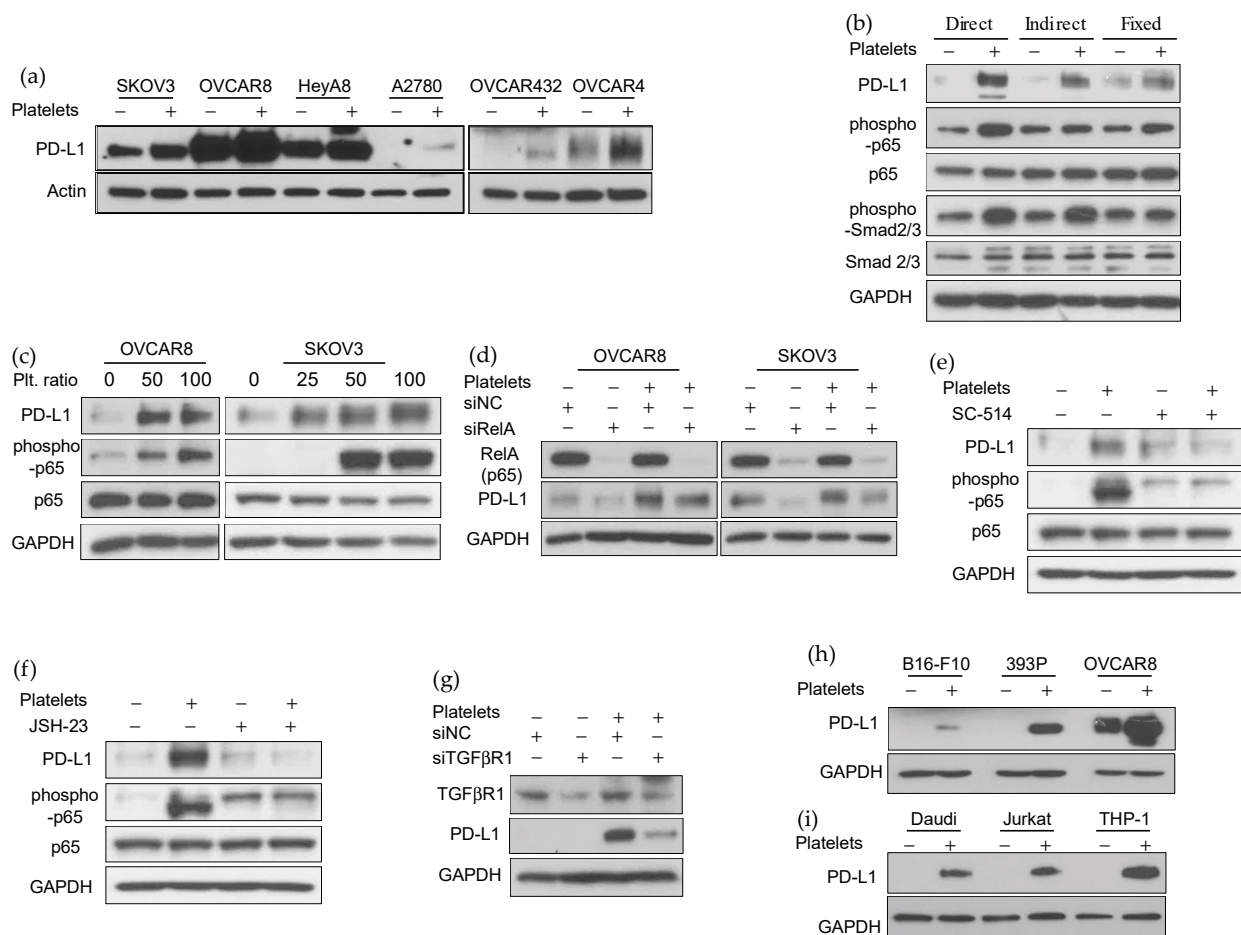 (a)
SKOV3 OVCAR8 HeyA8 A2780 OVCAR432 OVCAR4
Platelets – + – + – + – + – + – +
PD-L1
Actin
(b)
Direct Indirect Fixed
Platelets – + – + – +
PD-L1
phospho
-p65
p65
phospho
-Smad2/3
Smad 2/3
GAPDH
(c)
OVCAR8 SKOV3
Plt. ratio 0 50 100 0 25 50 100
PD-L1
phospho
-p65
p65
GAPDH
(d)
OVCAR8 SKOV3
Platelets – – + + – – + +
siNC + – + – + – + –
siRelA – + – + – + – +
RelA
(p65)
PD-L1
GAPDH
(e)
Platelets – + – +
SC-514 – – + +
PD-L1
phospho
-p65
p65
GAPDH
(f)
Platelets – + – +
JSH-23 – – + +
PD-L1
phospho
-p65
p65
GAPDH
(g)
Platelets – – + +
siNC + – + –
siTGFβR1 – + – +
TGFβR1
PD-L1
GAPDH
(h)
B16-F10 393P OVCAR8
Platelets – + – + – +
PD-L1
GAPDH
(i)
Daudi Jurkat THP-1
Platelets – + – + – +
PD-L1
GAPDH